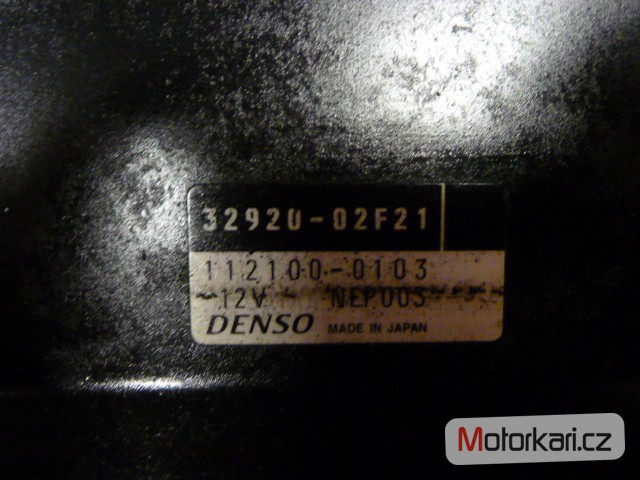 32920-02F21
112100-0103
12V NEP003
DENSO MADE IN JAPAN
Motorkari.cz